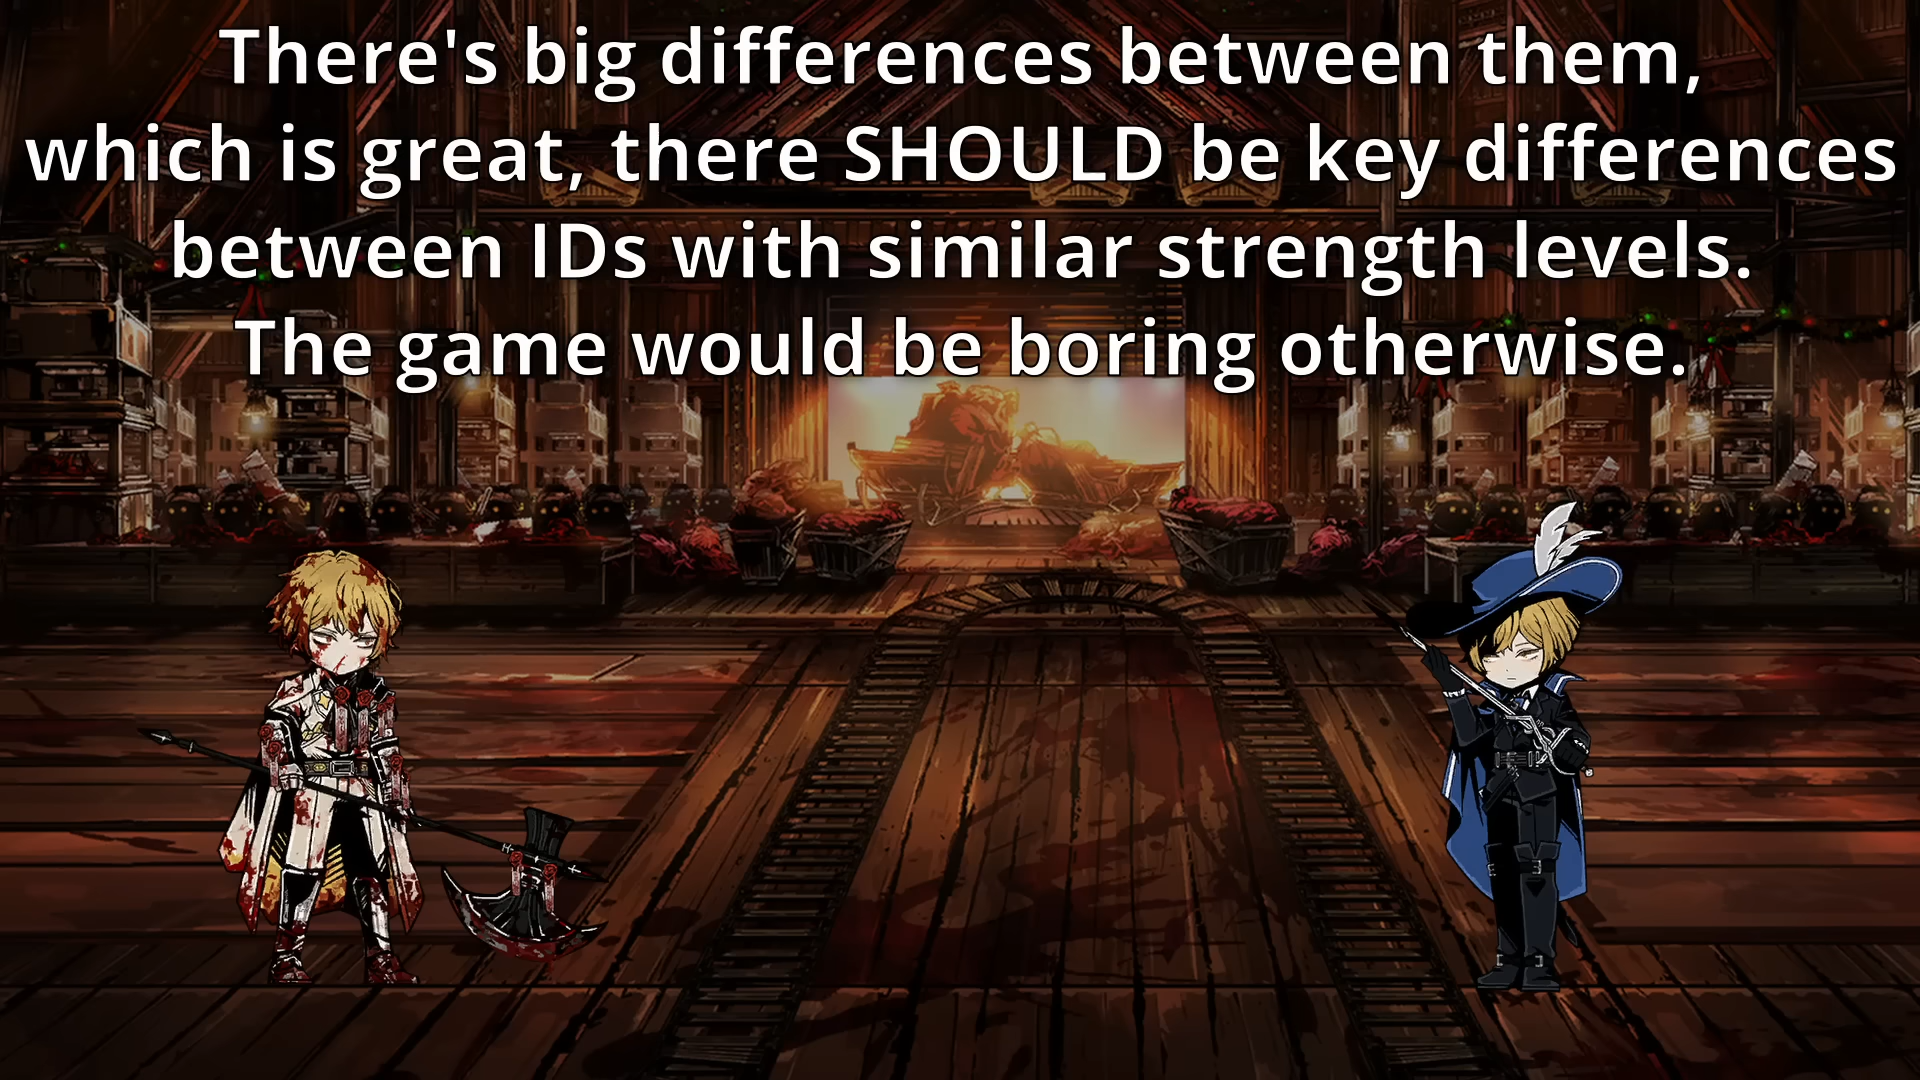 There's big differences between them,
which is great, there SHOULD be key differences
between IDs with similar strength levels.
The game would be boring otherwise.